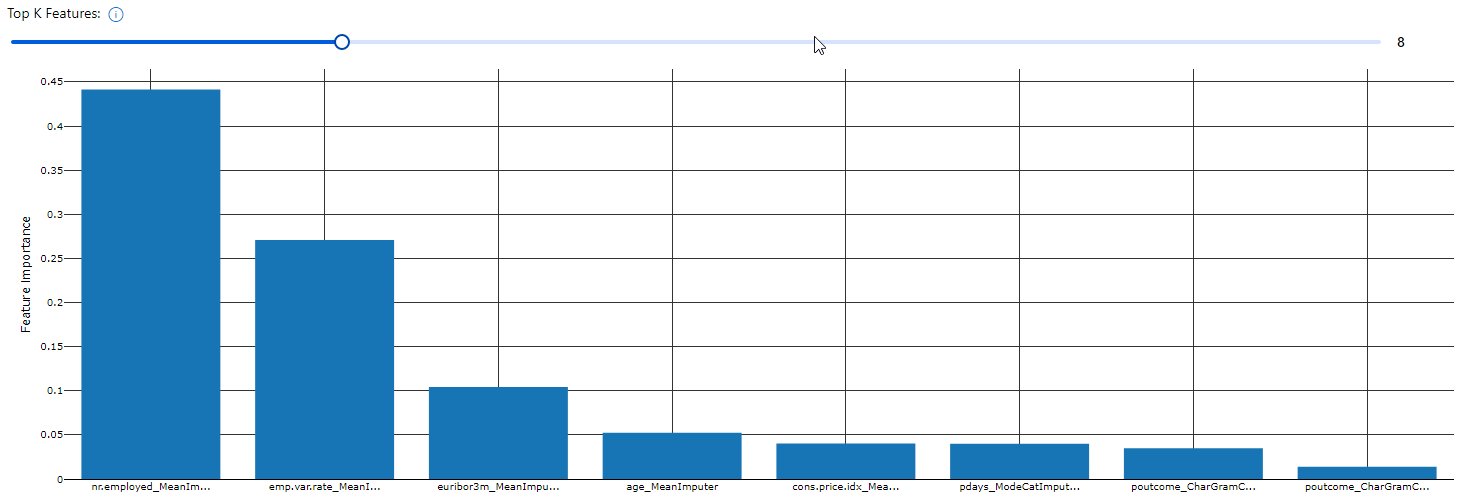 Top K Features:
8
Feature Importance
0.45
0.4
0.35
0.3
0.25
0.2
0.15
0.1
0.05
0
nr.employed_MeanIm...
emp.var.rate_MeanI...
euribor3m_MeanImpu...
age_MeanImputer
cons.price.idx_Mea...
pdays_ModeCatImput...
poutcome_CharGramC...
poutcome_CharGramC...